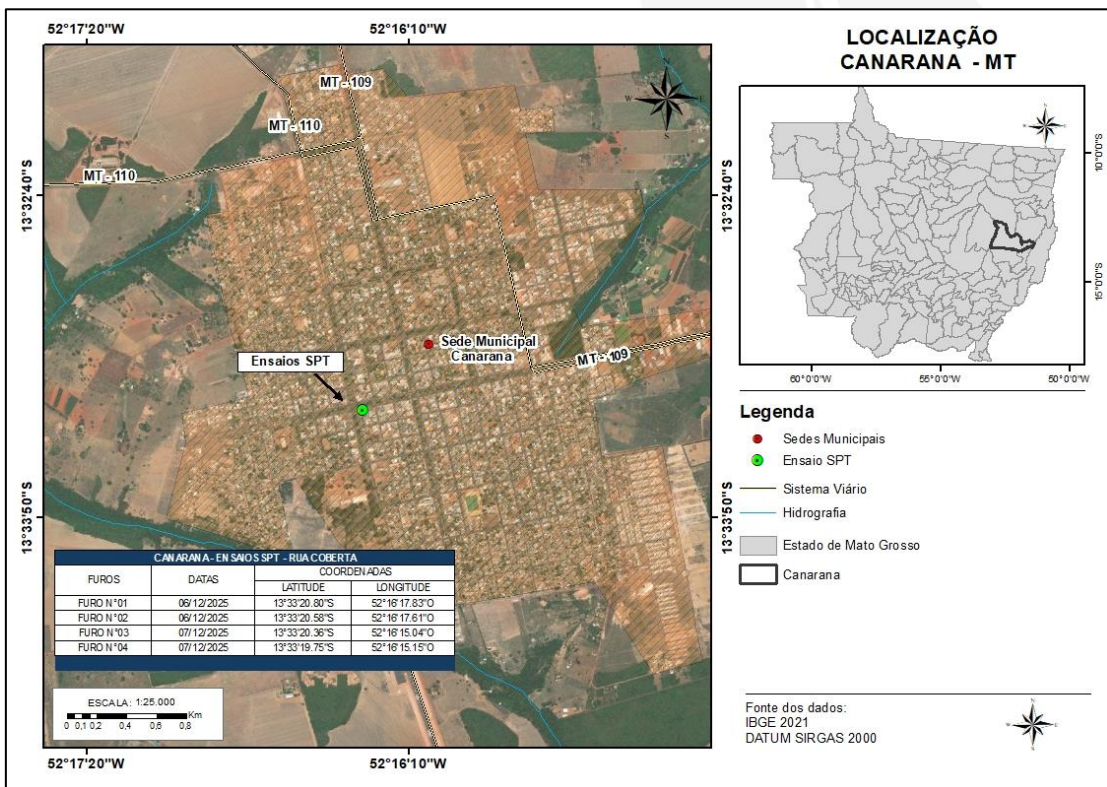 52°17'20"W
52°16'10"W
MT - 109
MT - 110
MT - 110
N
W
E
S
13°32'40"S
13°32'40"S
Sede Municipal
Canarana
Ensaios SPT
MT - 109
13°33'50"S
13°33'50"S
CANARANA - ENSAIOS SPT - RUA COBERTA
FUROS DATAS COORDENADAS
LATITUDE LONGITUDE
FURO N°01 06/12/2025 13°33'20.80"S 52°16'17.83"O
FURO N°02 06/12/2025 13°33'20.58"S 52°16'17.61"O
FURO N°03 07/12/2025 13°33'20.36"S 52°16'15.04"O
FURO N°04 07/12/2025 13°33'19.75"S 52°16'15.15"O
ESCALA: 1:25.000
0 0,1 0,2 0,4 0,6 0,8 Km
52°17'20"W
52°16'10"W
LOCALIZAÇÃO
CANARANA - MT
10°0'0"S
15°0'0"S
60°0'0"W
55°0'0"W
50°0'0"W
Legenda
Sedes Municipais
Ensaio SPT
Sistema Viário
Hidrografia
Estado de Mato Grosso
Canarana
Fonte dos dados:
IBGE 2021
DATUM SIRGAS 2000